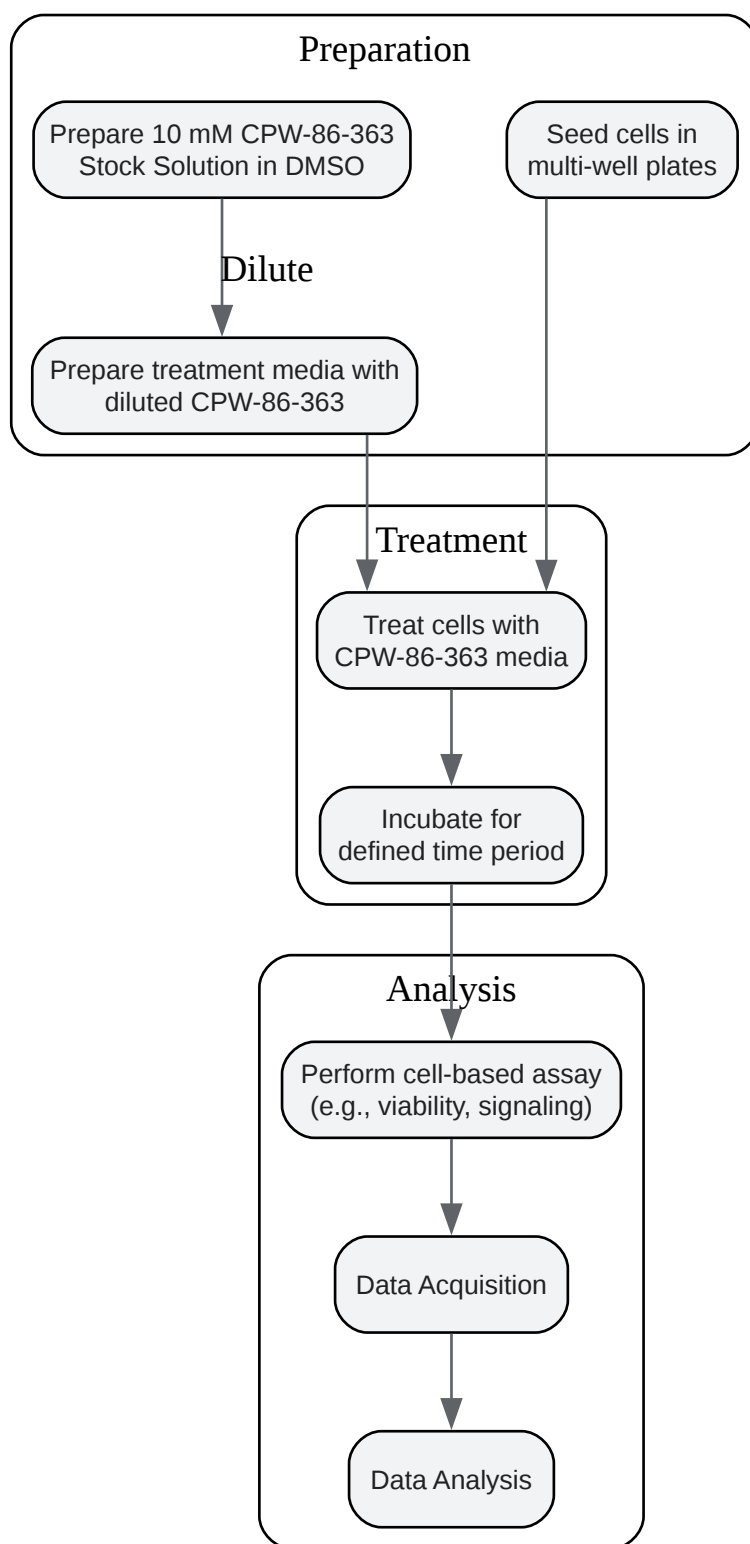 Preparation
Prepare 10 mM CPW-86-363
Stock Solution in DMSO
Seed cells in
multi-well plates
Dilute
Prepare treatment media with
diluted CPW-86-363
Treatment
Treat cells with
CPW-86-363 media
Incubate for
defined time period
Analysis
Perform cell-based assay
(e.g., viability, signaling)
Data Acquisition
Data Analysis